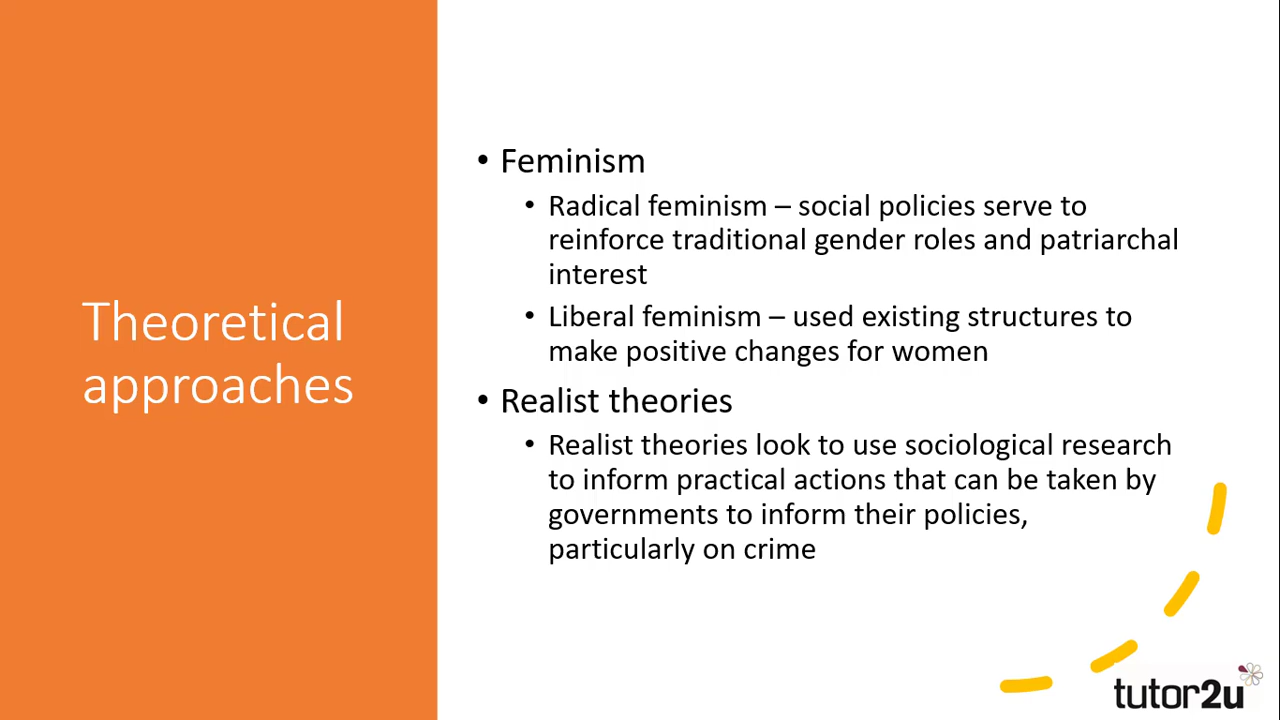 Theoretical
approaches
• Feminism
• Radical feminism – social policies serve to
reinforce traditional gender roles and patriarchal
interest
• Liberal feminism – used existing structures to
make positive changes for women
• Realist theories
• Realist theories look to use sociological research
to inform practical actions that can be taken by
governments to inform their policies,
particularly on crime
tutor2u